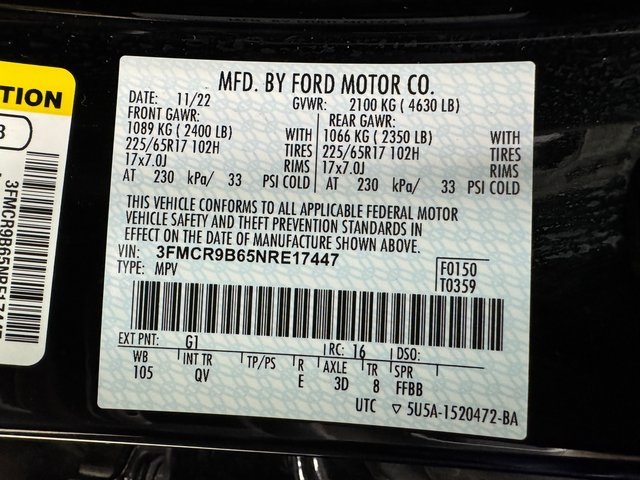 TION
3
3FMCR9B65NRE17447
MFD. BY FORD MOTOR CO.
DATE: 11/22 GVWR: 2100 KG ( 4630 LB)
FRONT GAWR: REAR GAWR:
1089 KG ( 2400 LB) WITH 1066 KG ( 2350 LB) WITH
225/65R17 102H TIRES 225/65R17 102H TIRES
17x7.0J RIMS 17x7.0J RIMS
AT 230 kPa/ 33 PSI COLD AT 230 kPa/ 33 PSI COLD
THIS VEHICLE CONFORMS TO ALL APPLICABLE FEDERAL MOTOR
VEHICLE SAFETY AND THEFT PREVENTION STANDARDS IN
EFFECT ON THE DATE OF MANUFACTURE SHOWN ABOVE.
VIN: 3FMCR9B65NRE17447
TYPE: MPV
F0150
T0359
EXT PNT: G1 RC: 16 DSO:
WB INT TR TP/PS R AXLE TR SPR
105 QV E 3D 8 FFBB
UTC ▽ 5U5A-1520472-BA